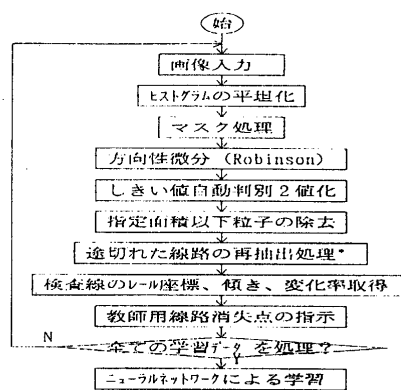 始
画像入力
ヒストグラムの平坦化
マスク処理
方向性微分（Robinson）
しきい値自動判別２値化
指定面積以下粒子の除去
途切れた線路の再抽出処理*
検査線のレール座標、傾き、変化率取得
教師用線路消失点の指示
N
全ての学習データを処理？
Y
ニューラルネットワークによる学習